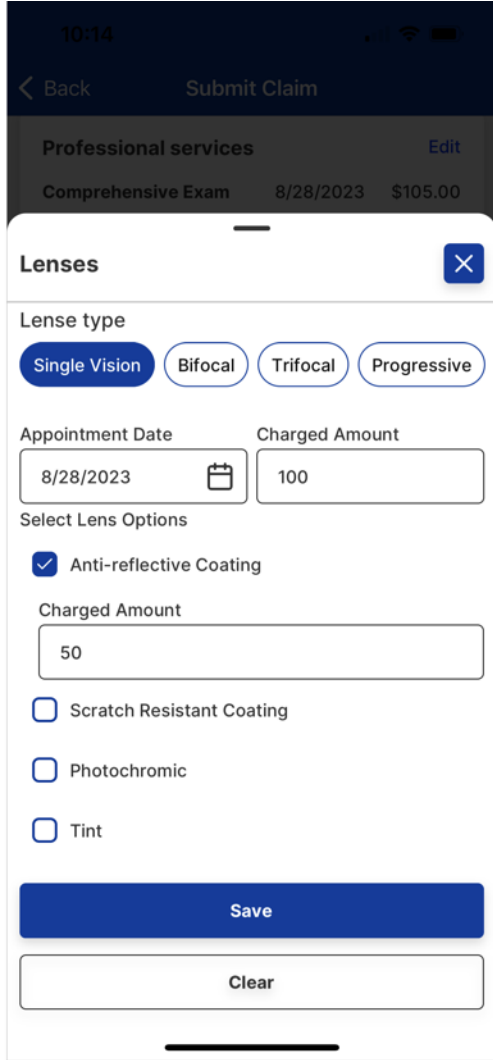 10:14
Back Submit Claim
Professional services Edit
Comprehensive Exam 8/28/2023 $105.00
Lenses
Lense type
Single Vision Bifocal Trifocal Progressive
Appointment Date Charged Amount
8/28/2023 100
Select Lens Options
Anti-reflective Coating
Charged Amount
50
Scratch Resistant Coating
Photochromic
Tint
Save
Clear